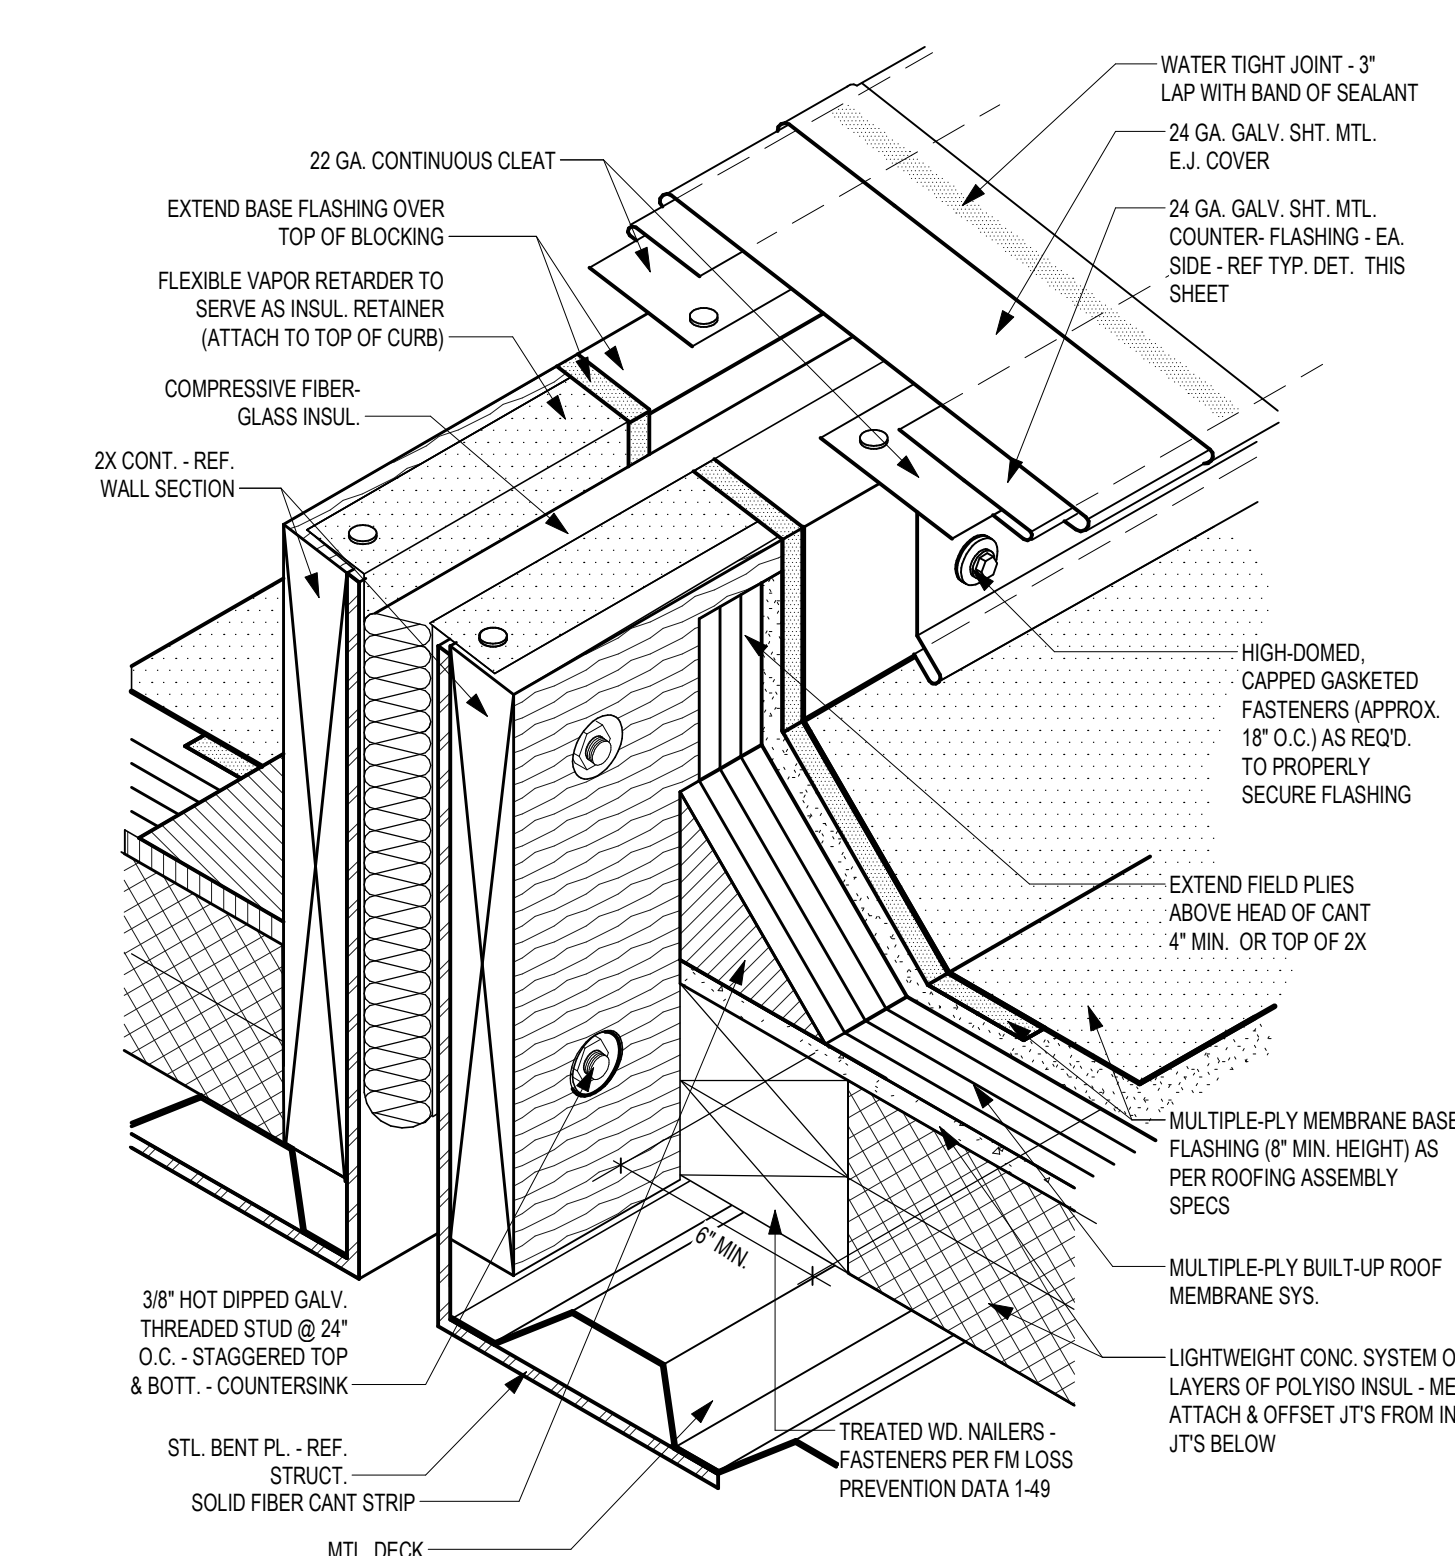 WATER TIGHT JOINT - 3"
LAP WITH BAND OF SEALANT
24 GA. GALV. SHT. MTL.
E.J. COVER
24 GA. GALV. SHT. MTL.
COUNTER- FLASHING - EA.
SIDE - REF TYP. DET. THIS
SHEET
22 GA. CONTINUOUS CLEAT
EXTEND BASE FLASHING OVER
TOP OF BLOCKING
FLEXIBLE VAPOR RETARDER TO
SERVE AS INSUL. RETAINER
(ATTACH TO TOP OF CURB)
COMPRESSIVE FIBER-
GLASS INSUL.
2X CONT. - REF.
WALL SECTION
HIGH-DOMED,
CAPPED GASKETED
FASTENERS (APPROX.
18" O.C.) AS REQ'D.
TO PROPERLY
SECURE FLASHING
EXTEND FIELD PLIES
ABOVE HEAD OF CANT
4" MIN. OR TOP OF 2X
MULTIPLE-PLY MEMBRANE BASE
FLASHING (8" MIN. HEIGHT) AS
PER ROOFING ASSEMBLY
SPECS
6" MIN.
MULTIPLE-PLY BUILT-UP ROOF
MEMBRANE SYS.
3/8" HOT DIPPED GALV.
THREADED STUD @ 24"
O.C. - STAGGERED TOP
& BOTT. - COUNTERSINK
LIGHTWEIGHT CONC. SYSTEM
LAYERS OF POLYISO INSUL -
ATTACH & OFFSET JT'S FROM
JT'S BELOW
STL. BENT PL. - REF.
STRUCT.
SOLID FIBER CANT STRIP
TREATED WD. NAILERS -
FASTENERS PER FM LOSS
PREVENTION DATA 1-49
MTL. DECK